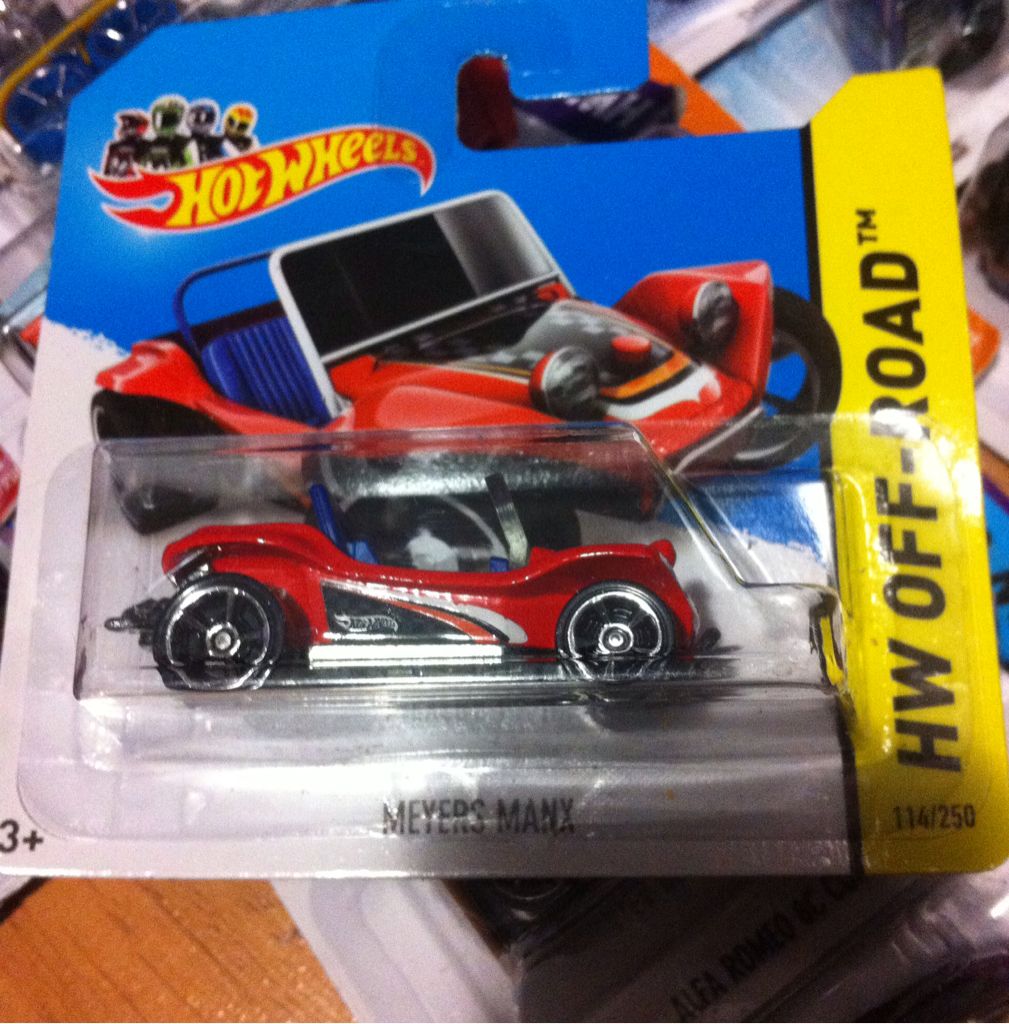 HOT WHEELS
HW OFF-ROAD™
HOT WHEELS
MEYERS MANX
114/250
3+
ALFA ROMEO 8C